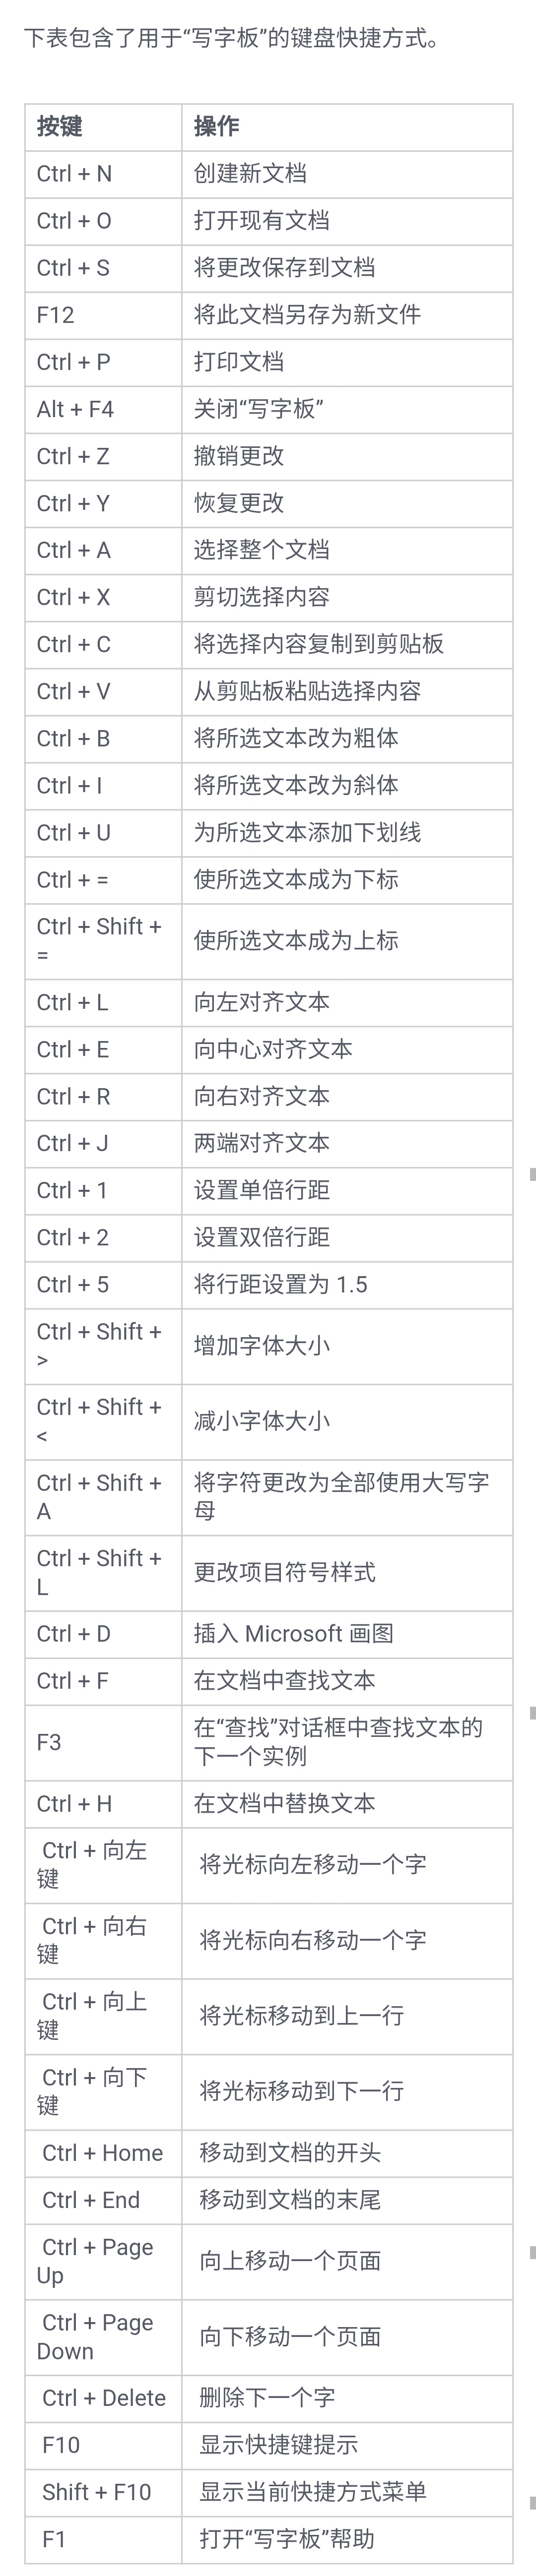 下表包含了用于“写字板”的键盘快捷方式。
按键 操作
Ctrl + N 创建新文档
Ctrl + O 打开现有文档
Ctrl + S 将更改保存到文档
F12 将此文档另存为新文件
Ctrl + P 打印文档
Alt + F4 关闭“写字板”
Ctrl + Z 撤销更改
Ctrl + Y 恢复更改
Ctrl + A 选择整个文档
Ctrl + X 剪切选择内容
Ctrl + C 将选择内容复制到剪贴板
Ctrl + V 从剪贴板粘贴选择内容
Ctrl + B 将所选文本改为粗体
Ctrl + I 将所选文本改为斜体
Ctrl + U 为所选文本添加下划线
Ctrl + = 使所选文本成为下标
Ctrl + Shift +
=
使所选文本成为上标
Ctrl + L 向左对齐文本
Ctrl + E 向中心对齐文本
Ctrl + R 向右对齐文本
Ctrl + J 两端对齐文本
Ctrl + 1 设置单倍行距
Ctrl + 2 设置双倍行距
Ctrl + 5 将行距设置为 1.5
Ctrl + Shift +
>
增加字体大小
Ctrl + Shift +
<
减小字体大小
Ctrl + Shift +
A
将字符更改为全部使用大写字
母
Ctrl + Shift +
L
更改项目符号样式
Ctrl + D 插入 Microsoft 画图
Ctrl + F 在文档中查找文本
F3
在“查找”对话框中查找文本的
下一个实例
Ctrl + H 在文档中替换文本
Ctrl + 向左
键
将光标向左移动一个字
Ctrl + 向右
键
将光标向右移动一个字
Ctrl + 向上
键
将光标移动到上一行
Ctrl + 向下
键
将光标移动到下一行
Ctrl + Home 移动到文档的开头
Ctrl + End 移动到文档的末尾
Ctrl + Page
Up
向上移动一个页面
Ctrl + Page
Down
向下移动一个页面
Ctrl + Delete 删除下一个字
F10 显示快捷键提示
Shift + F10 显示当前快捷方式菜单
F1 打开“写字板”帮助